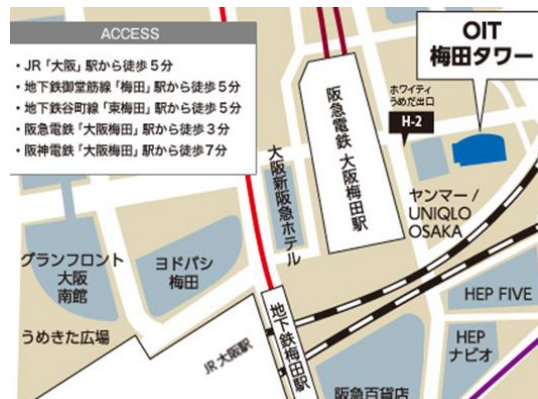 ACCESS
・JR「大阪」駅から徒歩5分
・地下鉄御堂筋線「梅田」駅から徒歩5分
・地下鉄谷町線「東梅田」駅から徒歩5分
・阪急電鉄「大阪梅田」駅から徒歩3分
・阪神電鉄「大阪梅田」駅から徒歩7分
OIT
梅田タワー
ホワイティ
うめだ出口
H-2
阪急電鉄 大阪梅田駅
大阪新阪急ホテル
ヤンマー /
UNIQLO
OSAKA
グランフロント
大阪
南館
ヨドバシ
梅田
うめきた広場
JR 大阪駅
地下鉄梅田駅
HEP FIVE
HEP
ナビオ
阪急百貨店